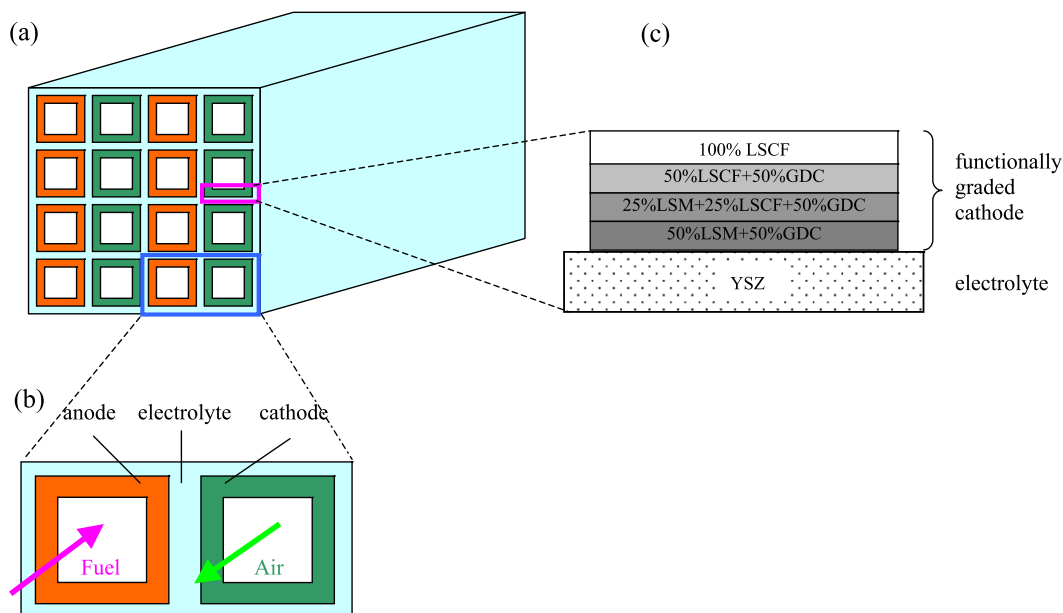 (a)
(c)
100% LSCF
50%LSCF+50%GDC
25%LSM+25%LSCF+50%GDC
50%LSM+50%GDC
functionally
graded
cathode
YSZ
electrolyte
(b)
anode electrolyte cathode
Fuel
Air